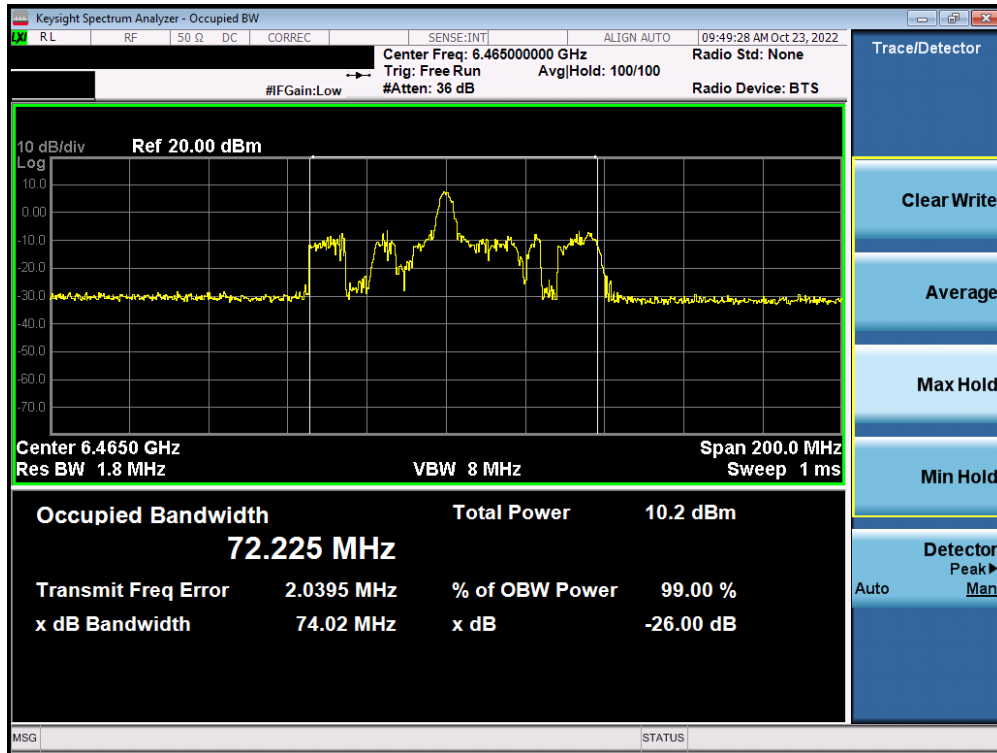 Keysight Spectrum Analyzer - Occupied BW
LXI RL RF 50 Ω DC CORREC SENSE:INT ALIGN AUTO 09:49:28 AM Oct 23, 2022
Center Freq: 6.465000000 GHz Radio Std: None
Trig: Free Run Avg|Hold: 100/100
#IFGain:Low #Atten: 36 dB Radio Device: BTS
10 dB/div Ref 20.00 dBm
Log
10.0
0.00
-10.0
-20.0
-30.0
-40.0
-50.0
-60.0
-70.0
Center 6.4650 GHz Span 200.0 MHz
Res BW 1.8 MHz VBW 8 MHz Sweep 1 ms
Occupied Bandwidth Total Power 10.2 dBm
72.225 MHz
Transmit Freq Error 2.0395 MHz % of OBW Power 99.00 %
x dB Bandwidth 74.02 MHz x dB -26.00 dB
MSG STATUS
Trace/Detector
Clear Write
Average
Max Hold
Min Hold
Detector
Peak▶
Auto Man